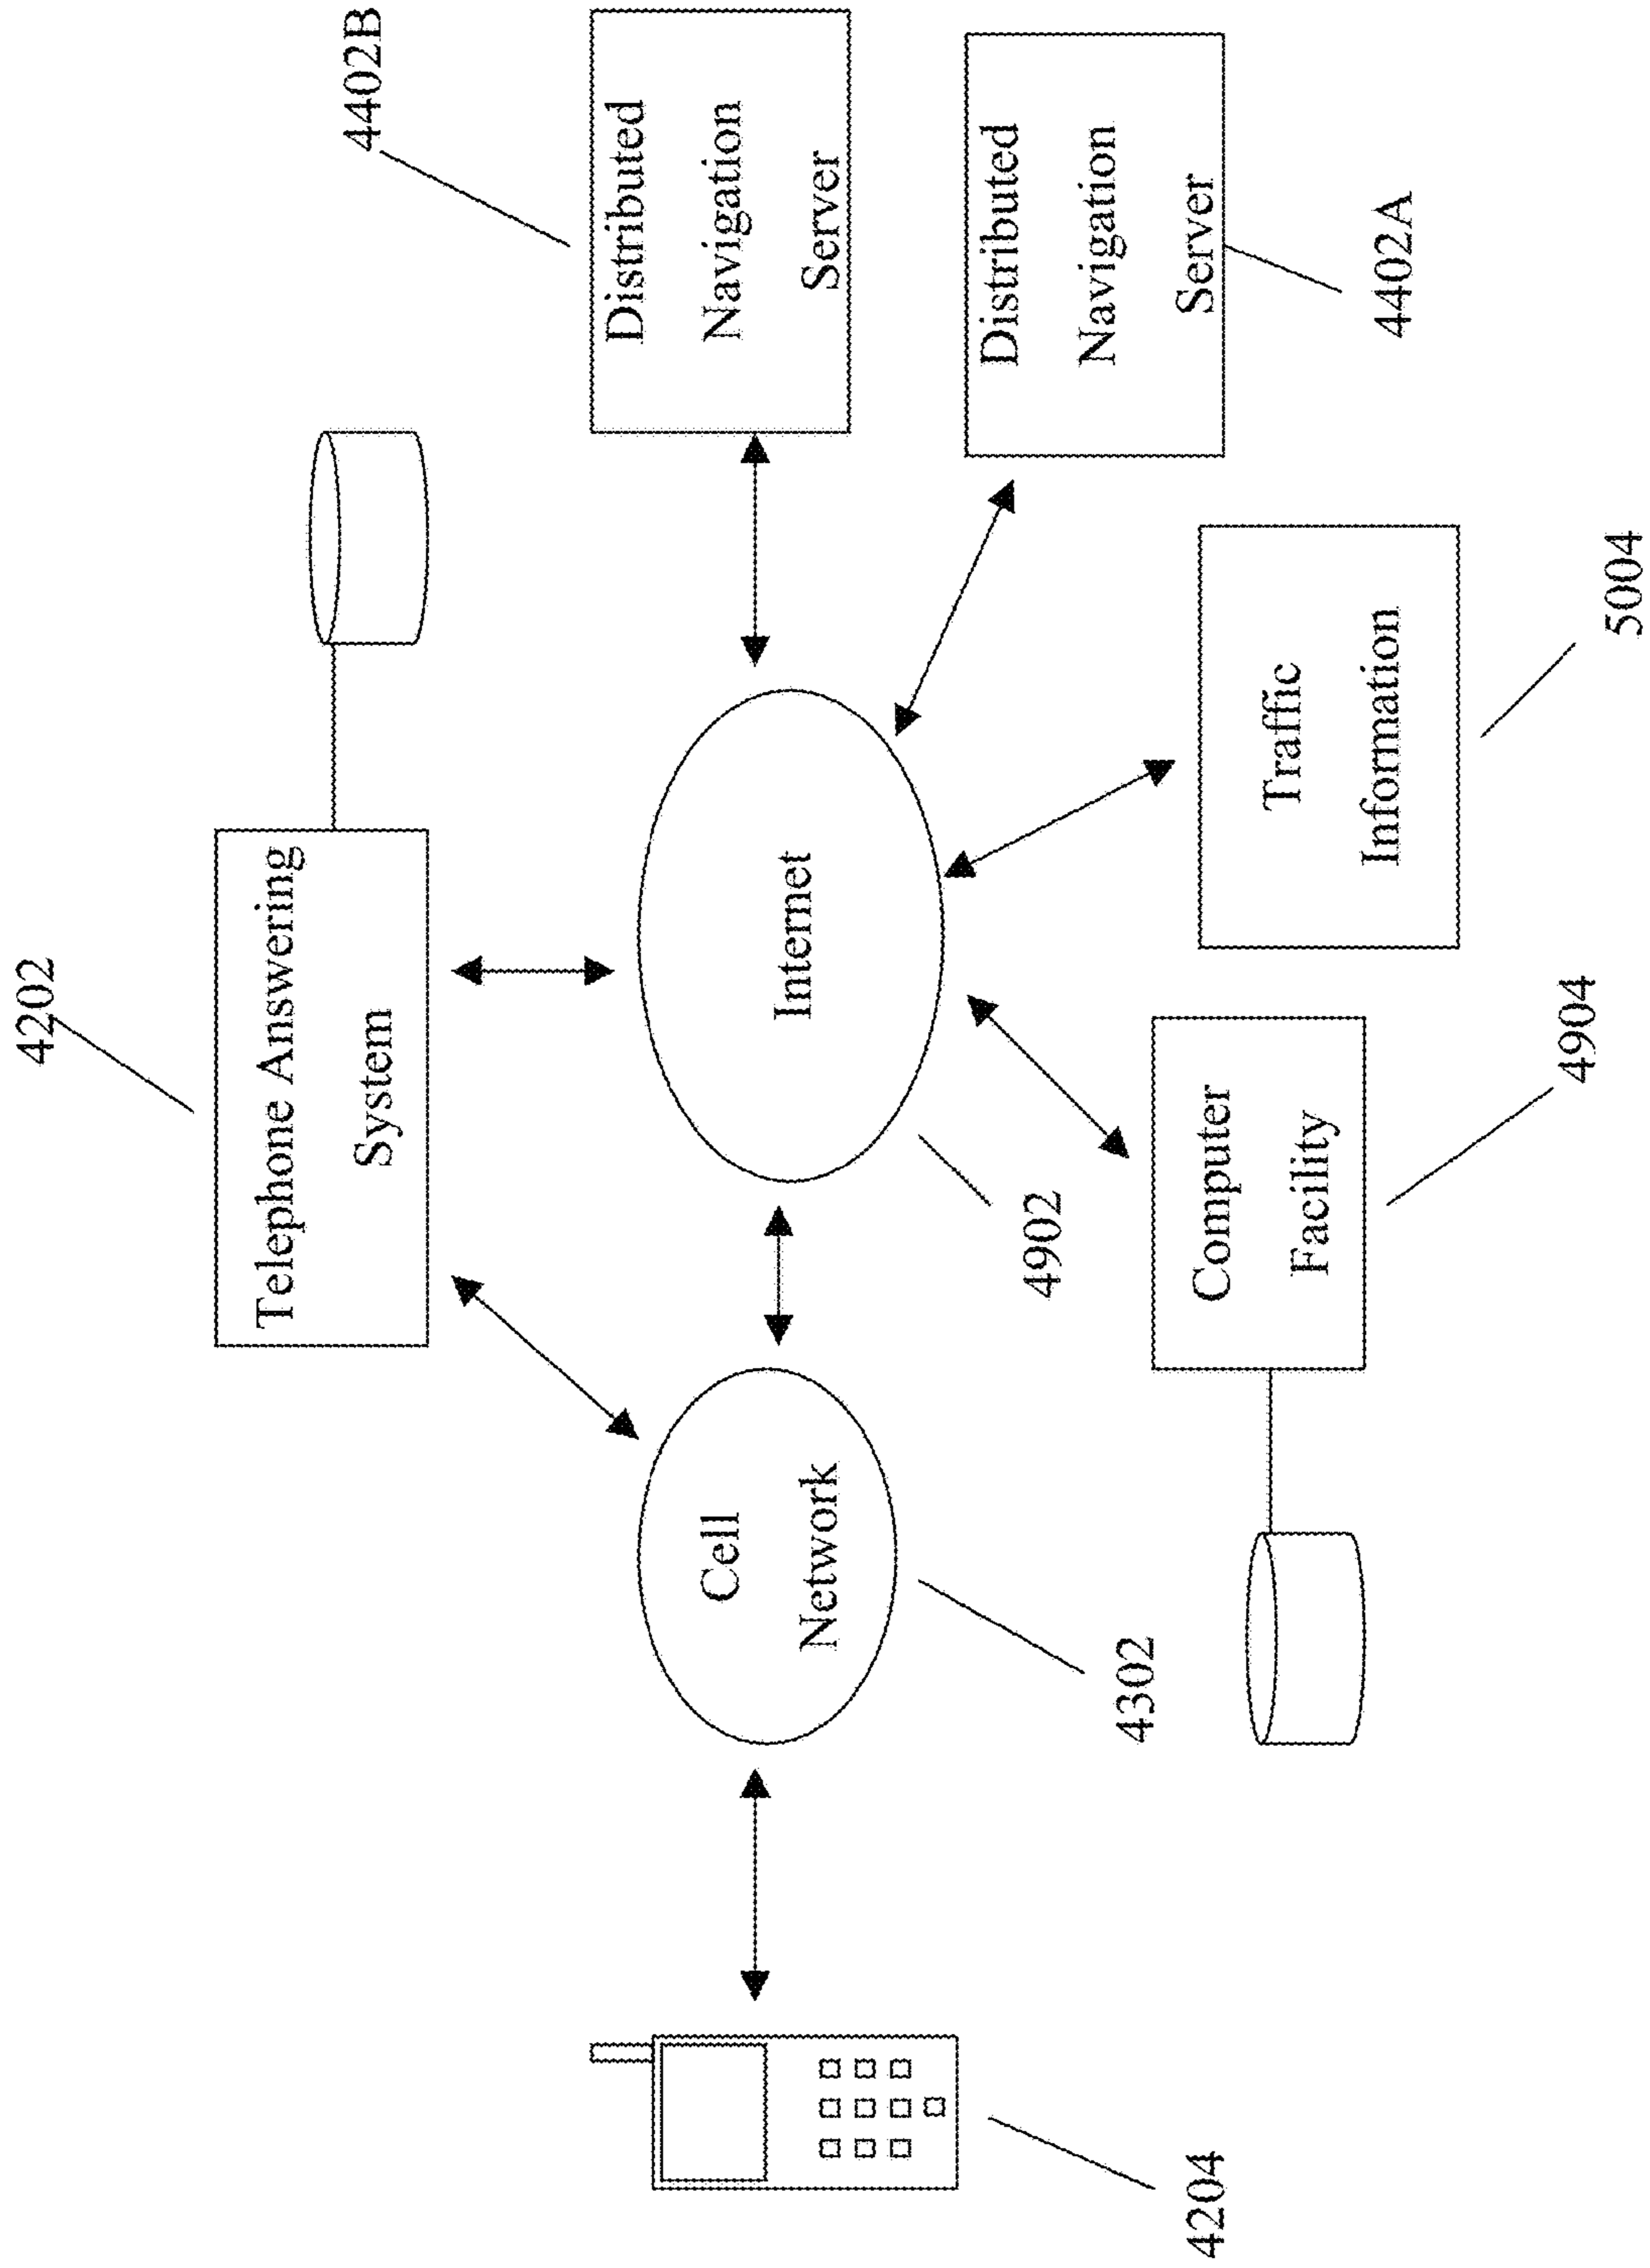 4202
Telephone Answering
System
4402B
Distributed
Navigation
Server
Cell
Network
Internet
Distributed
Navigation
Server
4402A
4902
4302
Computer
Facility
Traffic
Information
4204
4904
5004